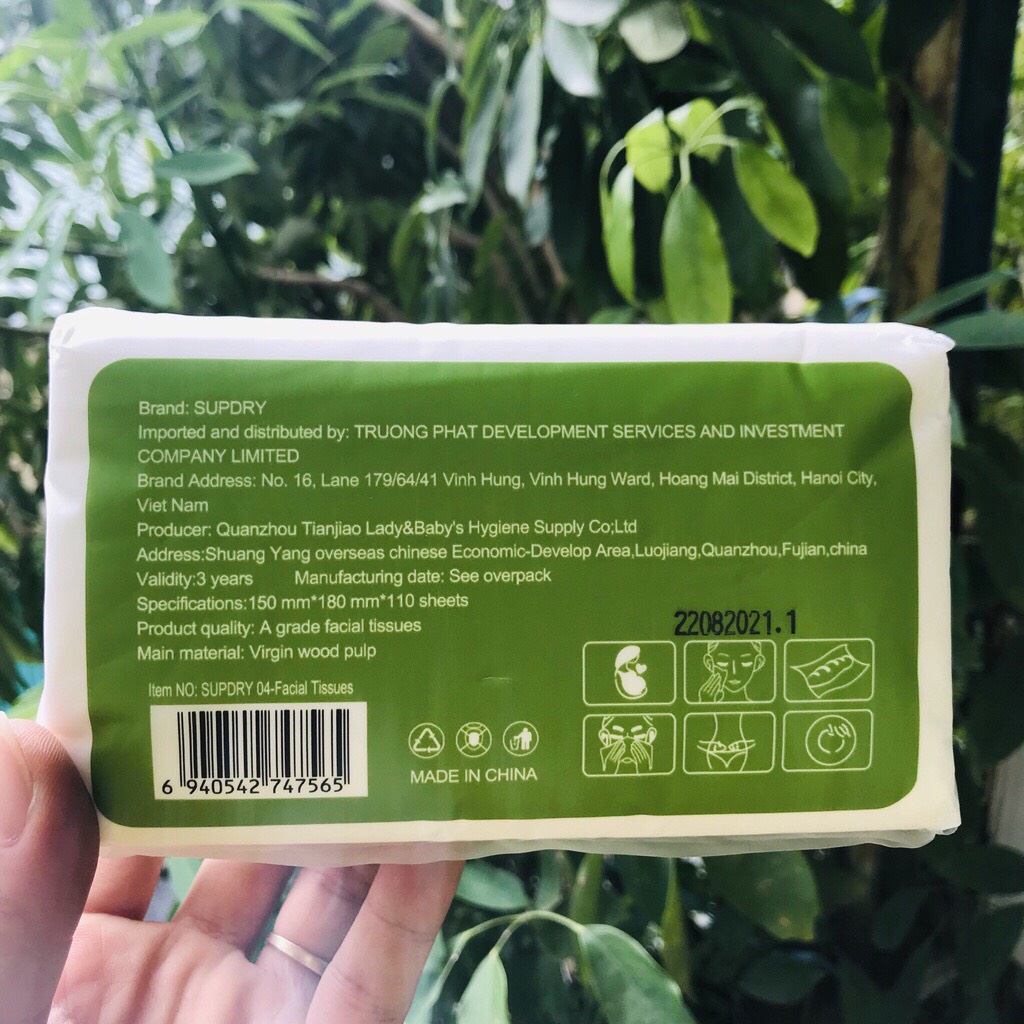 Brand: SUPDRY
Imported and distributed by: TRUONG PHAT DEVELOPMENT SERVICES AND INVESTMENT
COMPANY LIMITED
Brand Address: No. 16, Lane 179/64/41 Vinh Hung, Vinh Hung Ward, Hoang Mai District, Hanoi City,
Viet Nam
Producer: Quanzhou Tianjiao Lady&Baby's Hygiene Supply Co;Ltd
Address:Shuang Yang overseas chinese Economic-Develop Area,Luojiang,Quanzhou,Fujian,china
Validity:3 years Manufacturing date: See overpack
Specifications:150 mm*180 mm*110 sheets
Product quality: A grade facial tissues
Main material: Virgin wood pulp
22082021.1
Item NO: SUPDRY 04-Facial Tissues
6 940542 747565
MADE IN CHINA